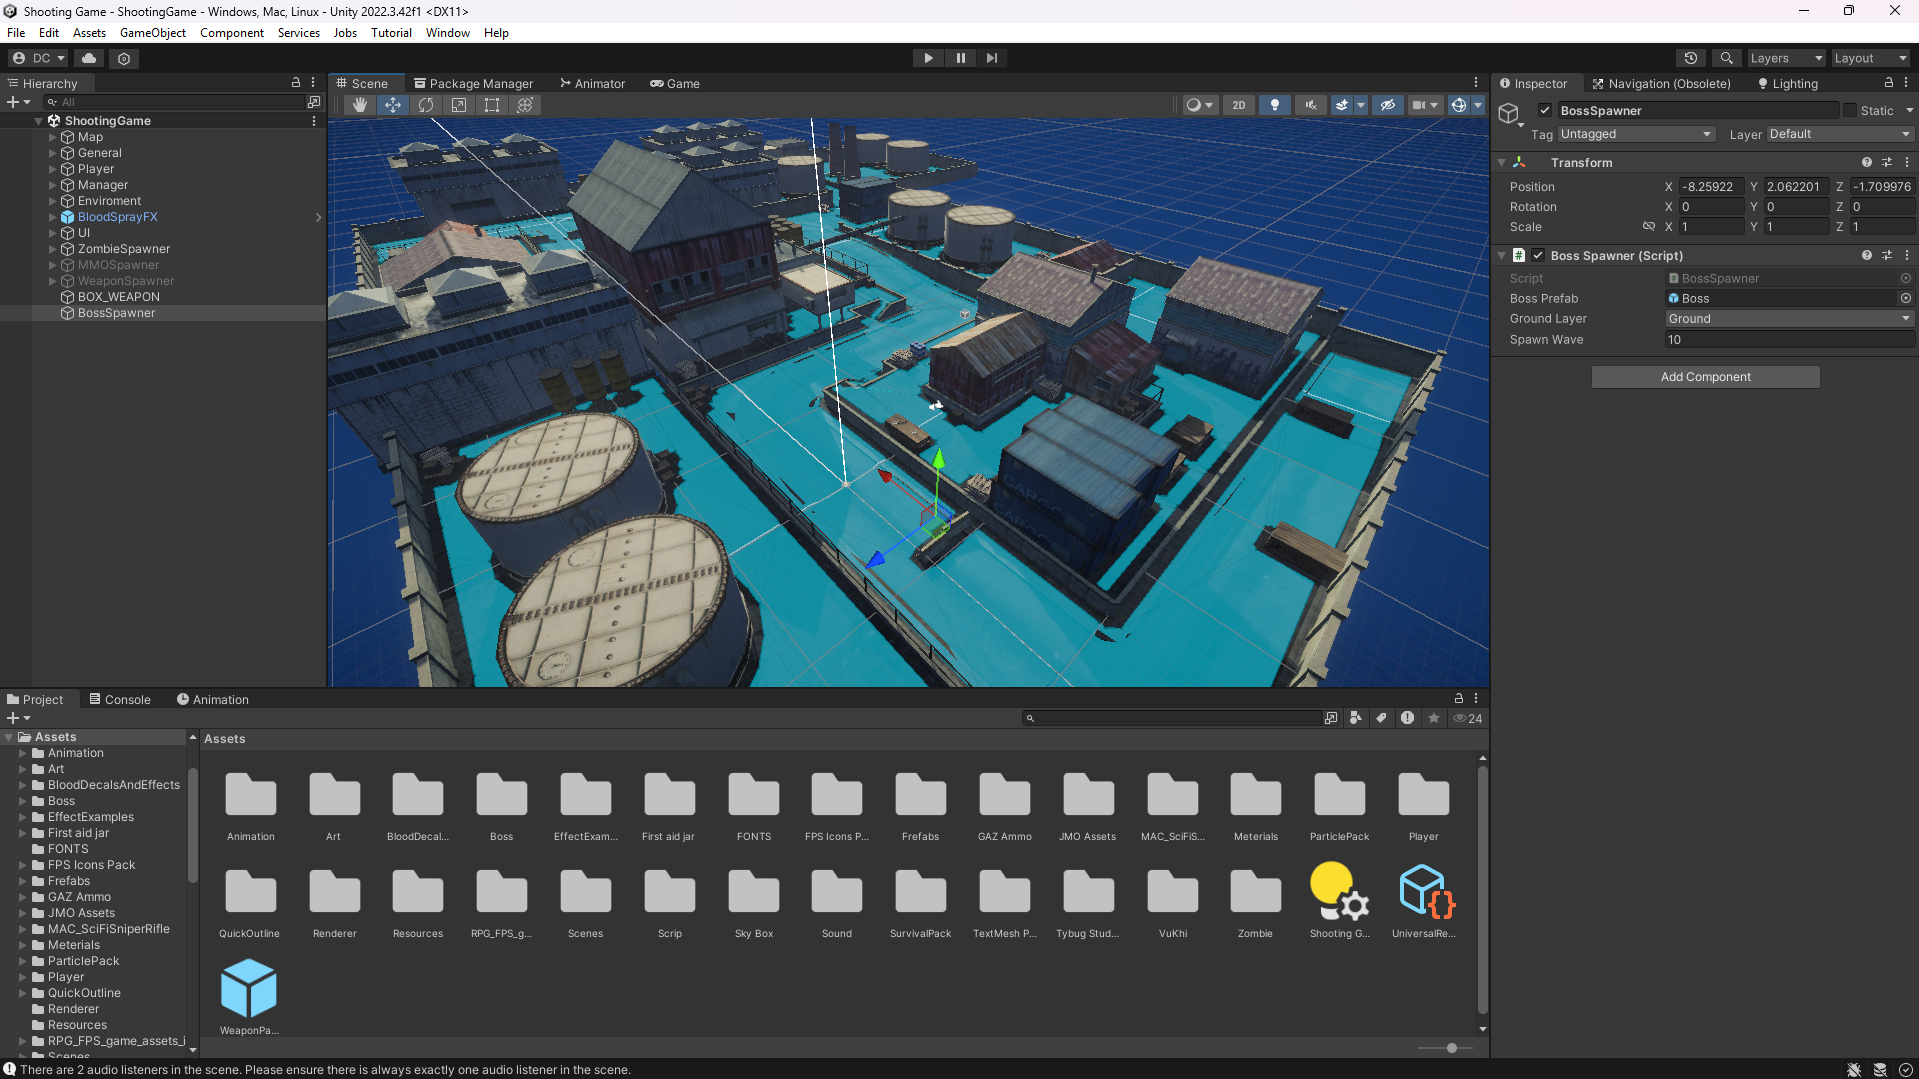 Shooting Game - ShootingGame - Windows, Mac, Linux - Unity 2022.3.42f1 <DX11>
File Edit Assets GameObject Component Services Jobs Tutorial Window Help
DC
Layers
Layout
Hierarchy
All
ShootingGame
Map
General
Player
Manager
Enviroment
BloodSprayFX
UI
ZombieSpawner
MMOSpawner
WeaponSpawner
BOX_WEAPON
BossSpawner
Scene Package Manager Animator Game
2D
CARGO
CARGO
Inspector Navigation (Obsolete) Lighting
BossSpawner Static
Tag Untagged Layer Default
Transform
Position X -8.25922 Y 2.062201 Z -1.709976
Rotation X 0 Y 0 Z 0
Scale X 1 Y 1 Z 1
Boss Spawner (Script)
Script BossSpawner
Boss Prefab Boss
Ground Layer Ground
Spawn Wave 10
Add Component
Project Console Animation
24
Assets
Animation
Art
BloodDecalsAndEffects
Boss
EffectExamples
First aid jar
FONTS
FPS Icons Pack
Frefabs
GAZ Ammo
JMO Assets
MAC_SciFiSniperRifle
Meterials
ParticlePack
Player
QuickOutline
Renderer
Resources
RPG_FPS_game_assets_i
Scenes
Assets
Animation Art BloodDecal... Boss EffectExam... First aid jar FONTS FPS Icons P... Frefabs GAZ Ammo JMO Assets MAC_SciFiS... Meterials ParticlePack Player
QuickOutline Renderer Resources RPG_FPS_g... Scenes Scrip Sky Box Sound SurvivalPack TextMesh P... Tybug Stud... VuKhi Zombie Shooting G... UniversalRe...
WeaponPa...
There are 2 audio listeners in the scene. Please ensure there is always exactly one audio listener in the scene.